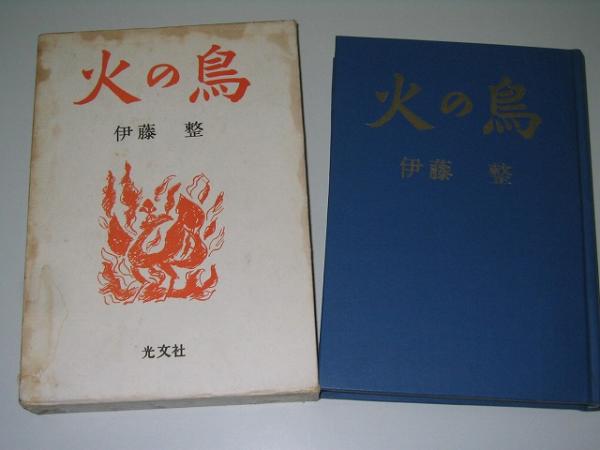 火の鳥
伊藤 整
光文社
火の鳥
伊藤 整